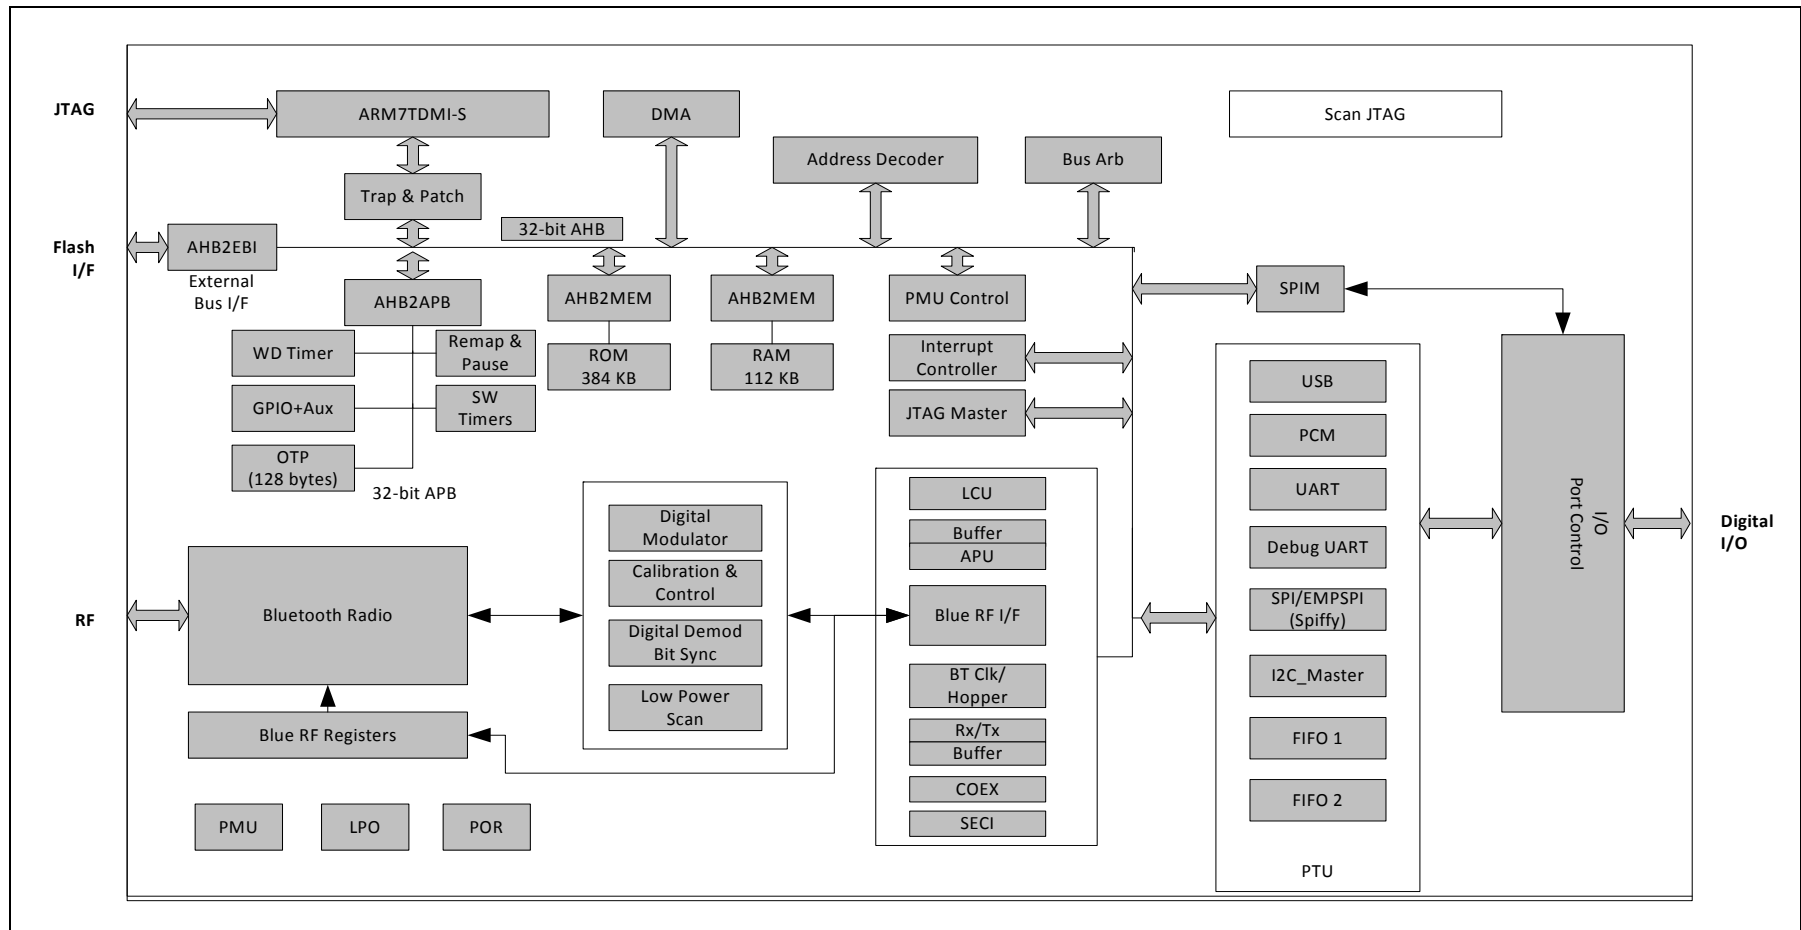 JTAG
ARM7TDMI-S
DMA
Scan JTAG
Address Decoder
Bus Arb
Trap & Patch
32-bit AHB
Flash
I/F
AHB2EBI
External
Bus I/F
AHB2APB
AHB2MEM
AHB2MEM
PMU Control
SPIM
WD Timer
Remap &
Pause
ROM
384 KB
RAM
112 KB
Interrupt
Controller
GPIO+Aux
SW
Timers
JTAG Master
OTP
(128 bytes)
32-bit APB
USB
PCM
UART
Debug UART
SPI/EMPSPI
(Spiffy)
I2C_Master
FIFO 1
FIFO 2
PTU
I/O
Port Control
Digital
I/O
LCU
Buffer
APU
Blue RF I/F
BT Clk/
Hopper
Rx/Tx
Buffer
COEX
SECI
Digital
Modulator
Calibration &
Control
Digital Demod
Bit Sync
Low Power
Scan
RF
Bluetooth Radio
Blue RF Registers
PMU
LPO
POR